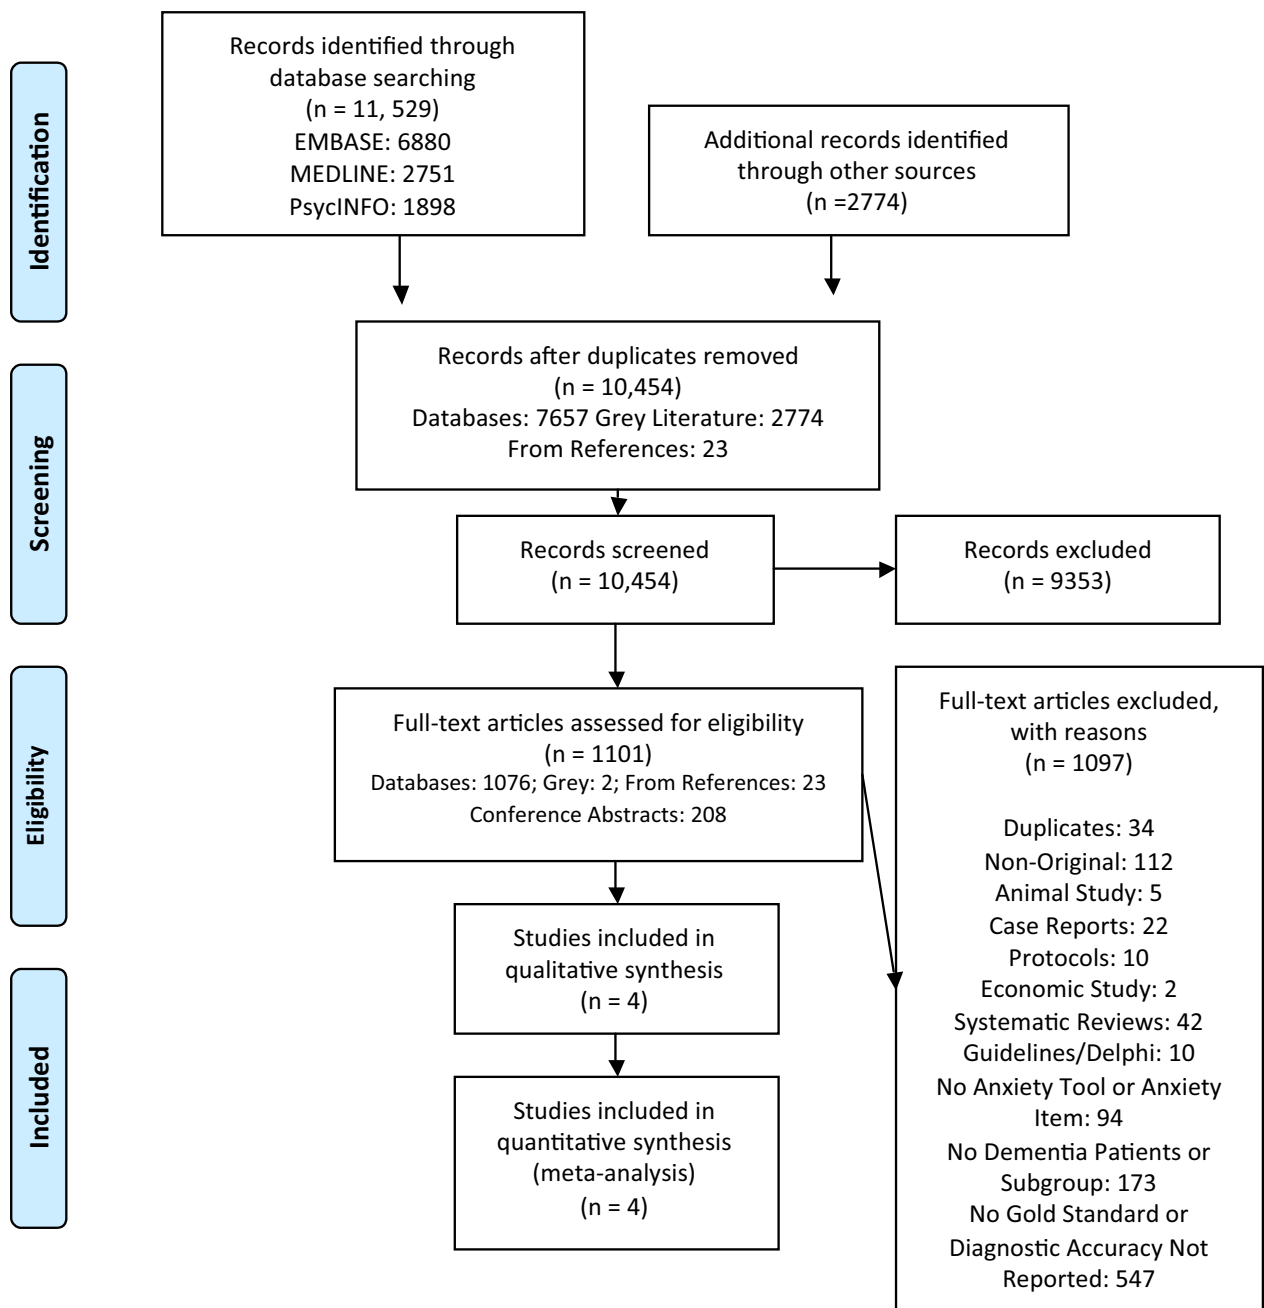 Identification
Records identified through
database searching
(n = 11, 529)
EMBASE: 6880
MEDLINE: 2751
PsycINFO: 1898
Additional records identified
through other sources
(n =2774)
Screening
Records after duplicates removed
(n = 10,454)
Databases: 7657 Grey Literature: 2774
From References: 23
Records screened
(n = 10,454)
Records excluded
(n = 9353)
Eligibility
Full-text articles assessed for eligibility
(n = 1101)
Databases: 1076; Grey: 2; From References: 23
Conference Abstracts: 208
Full-text articles excluded,
with reasons
(n = 1097)
Duplicates: 34
Non-Original: 112
Animal Study: 5
Case Reports: 22
Protocols: 10
Economic Study: 2
Systematic Reviews: 42
Guidelines/Delphi: 10
No Anxiety Tool or Anxiety
Item: 94
No Dementia Patients or
Subgroup: 173
No Gold Standard or
Diagnostic Accuracy Not
Reported: 547
Included
Studies included in
qualitative synthesis
(n = 4)
Studies included in
quantitative synthesis
(meta-analysis)
(n = 4)